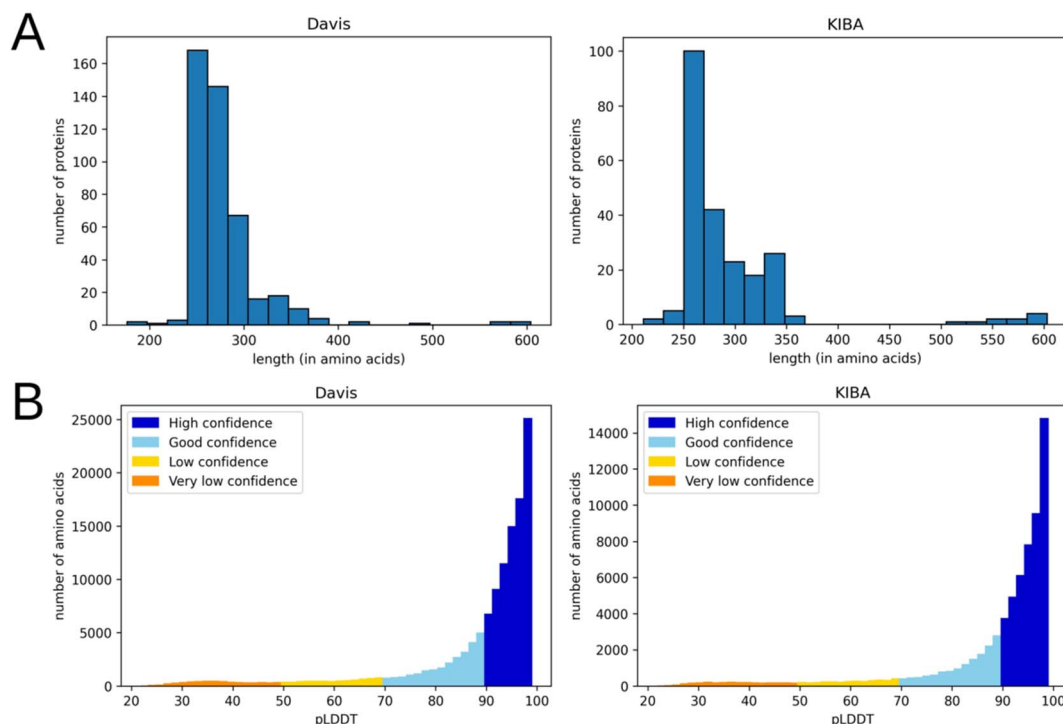 A
Davis
KIBA
number of proteins
160
140
120
100
80
60
40
20
0
200
300
400
500
600
length (in amino acids)
number of proteins
100
80
60
40
20
0
200
250
300
350
400
450
500
550
600
length (in amino acids)
B
Davis
KIBA
number of amino acids
25000
20000
15000
10000
5000
0
High confidence
Good confidence
Low confidence
Very low confidence
20
30
40
50
60
70
80
90
100
pLDDT
number of amino acids
14000
12000
10000
8000
6000
4000
2000
0
High confidence
Good confidence
Low confidence
Very low confidence
20
30
40
50
60
70
80
90
100
pLDDT